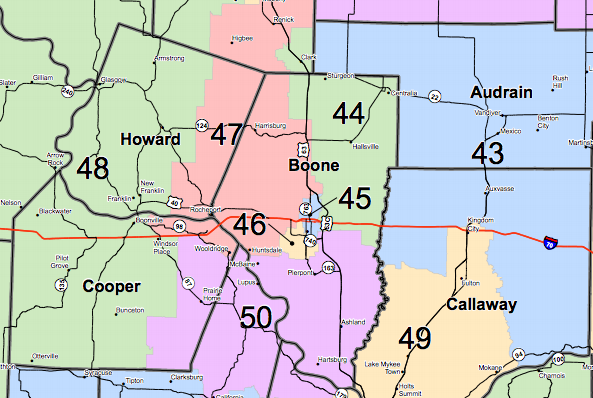 Renick
Higbee
Clark
Armstrong
Sturgeon
Slater
Gilliam
Glasgow
240
Centralia
22
Audrain
Rush
Hill
Vandiver
Benton
City
Mexico
44
Howard
124
47
Harrisburg
63
Hallsville
43
Martinsb
Arrow
Rock
48
Boone
New
Franklin
Franklin
40
Rocheport
Auxvasse
45
763
Nelson
Blackwater
Boonville
98
46
Kingdom
City
70
Windsor
Place
Wooldridge
Huntsdale
740
Pilot
Grove
McBaine
Pierpont
163
Cooper
87
Lupus
Prairie
Home
Fulton
Callaway
135
Bunceton
50
Ashland
49
Otterville
Hartsburg
Lake Mykee
Town
Mokane
94
100
Syracuse
Tipton
Clarksburg
California
Holts
Summit
Chamois
179